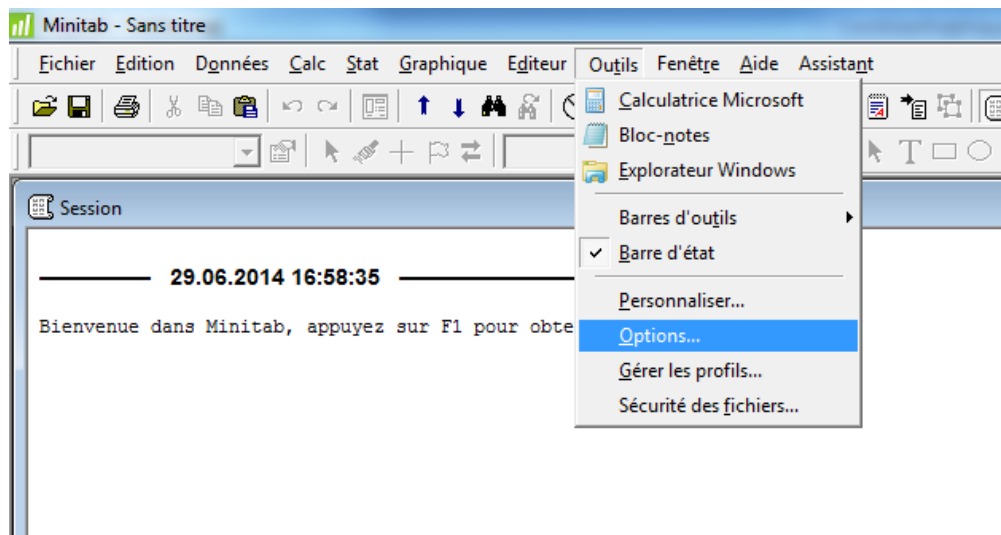 Minitab - Sans titre
Fichier Edition Données Calc Stat Graphique Editeur Outils Fenêtre Aide Assistant
Calculatrice Microsoft
Bloc-notes
Explorateur Windows
Barres d'outils
Barre d'état
Personnaliser...
Options...
Gérer les profils...
Sécurité des fichiers...
Session
29.06.2014 16:58:35
Bienvenue dans Minitab, appuyez sur F1 pour obte